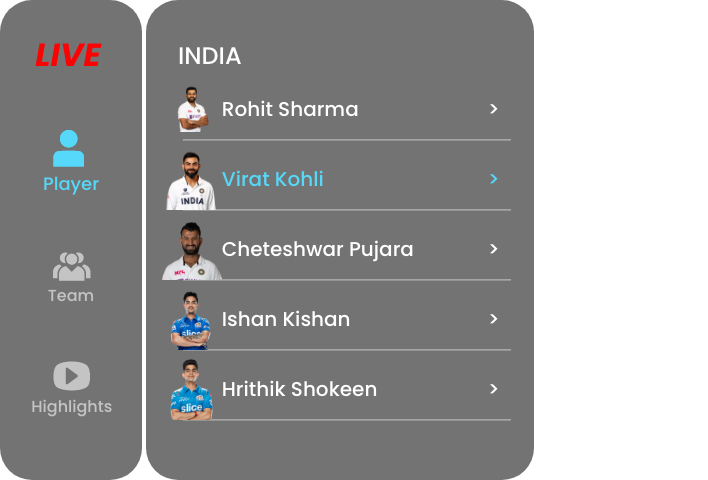 LIVE
Player
Team
Highlights
INDIA
Rohit Sharma
Virat Kohli
INDIA
Cheteshwar Pujara
Ishan Kishan
slice
Hrithik Shokeen
slice